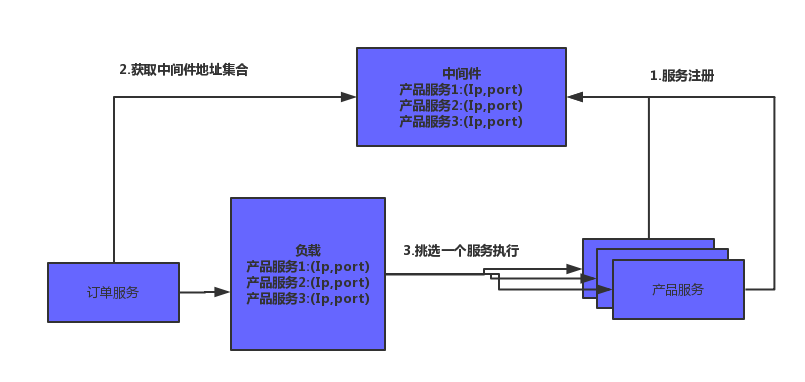 2.获取中间件地址集合
1.服务注册
中间件
产品服务1:(Ip,port)
产品服务2:(Ip,port)
产品服务3:(Ip,port)
3.挑选一个服务执行
负载
产品服务1:(Ip,port)
产品服务2:(Ip,port)
产品服务3:(Ip,port)
订单服务
产品服务